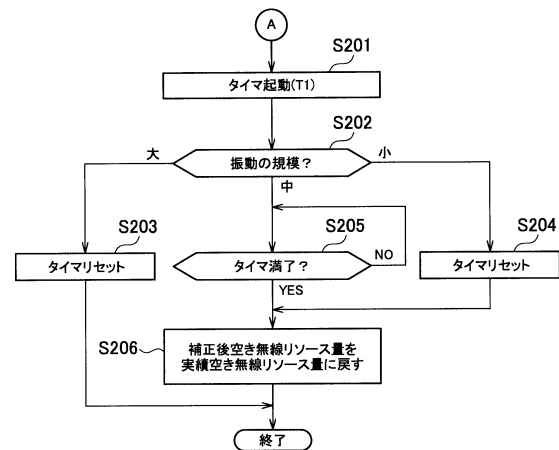 A
S201
タイマ起動(T1)
S202
大
振動の規模？
小
中
S203
S205
S204
タイマリセット
タイマ満了？
NO
タイマリセット
YES
S206
補正後空き無線リソース量を
実績空き無線リソース量に戻す
終了